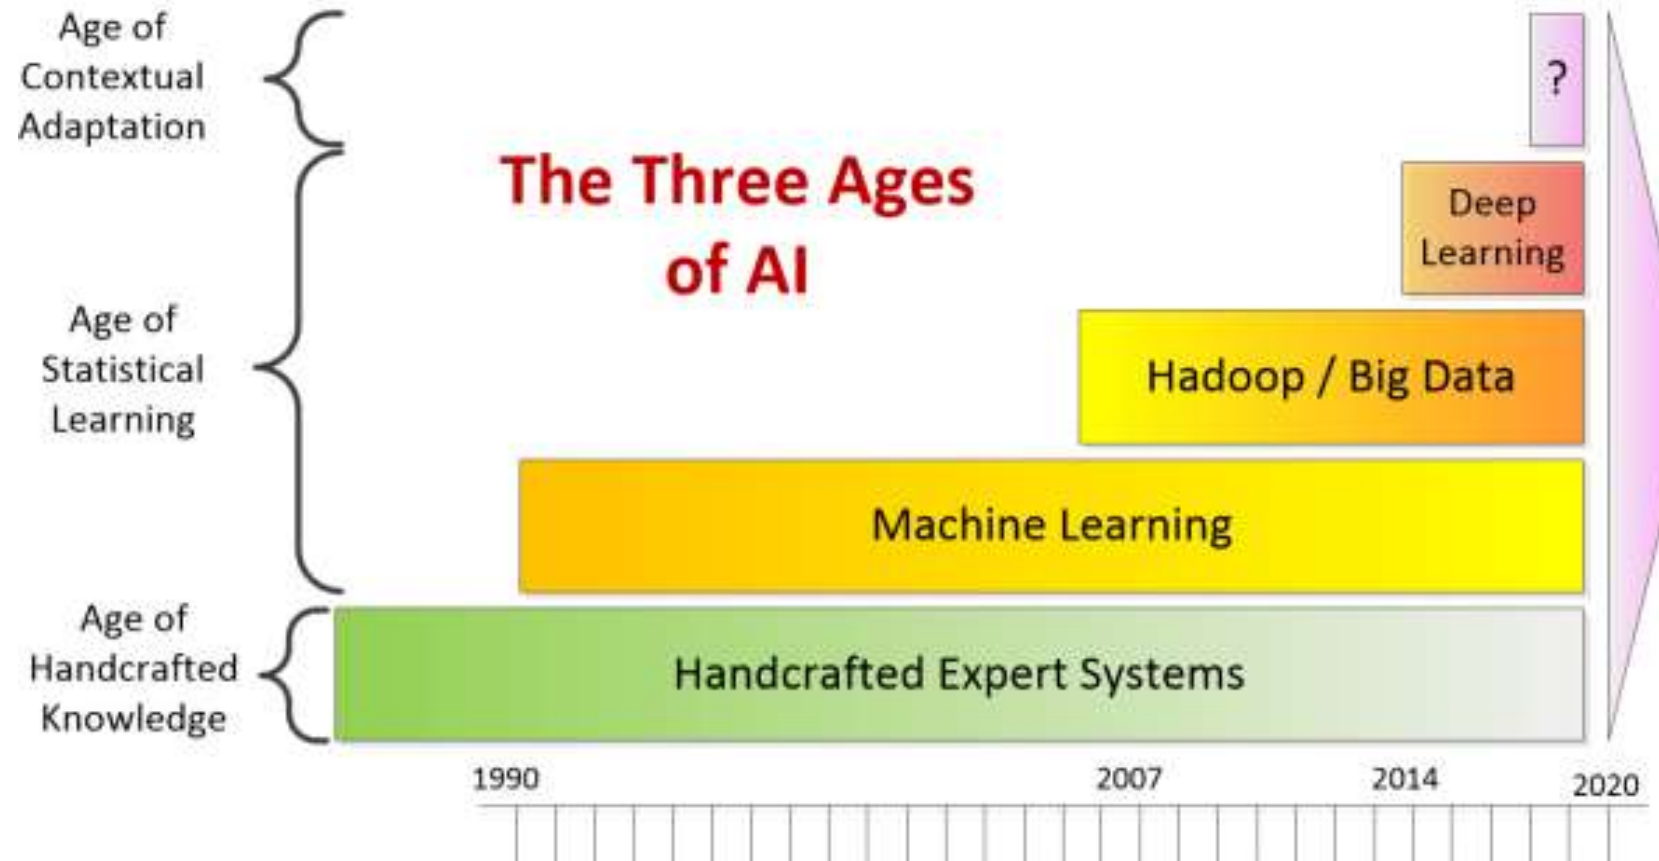 Age of
Contextual
Adaptation
?
The Three Ages
of AI
Deep
Learning
Age of
Statistical
Learning
Hadoop / Big Data
Machine Learning
Age of
Handcrafted
Knowledge
Handcrafted Expert Systems
1990 2007 2014 2020